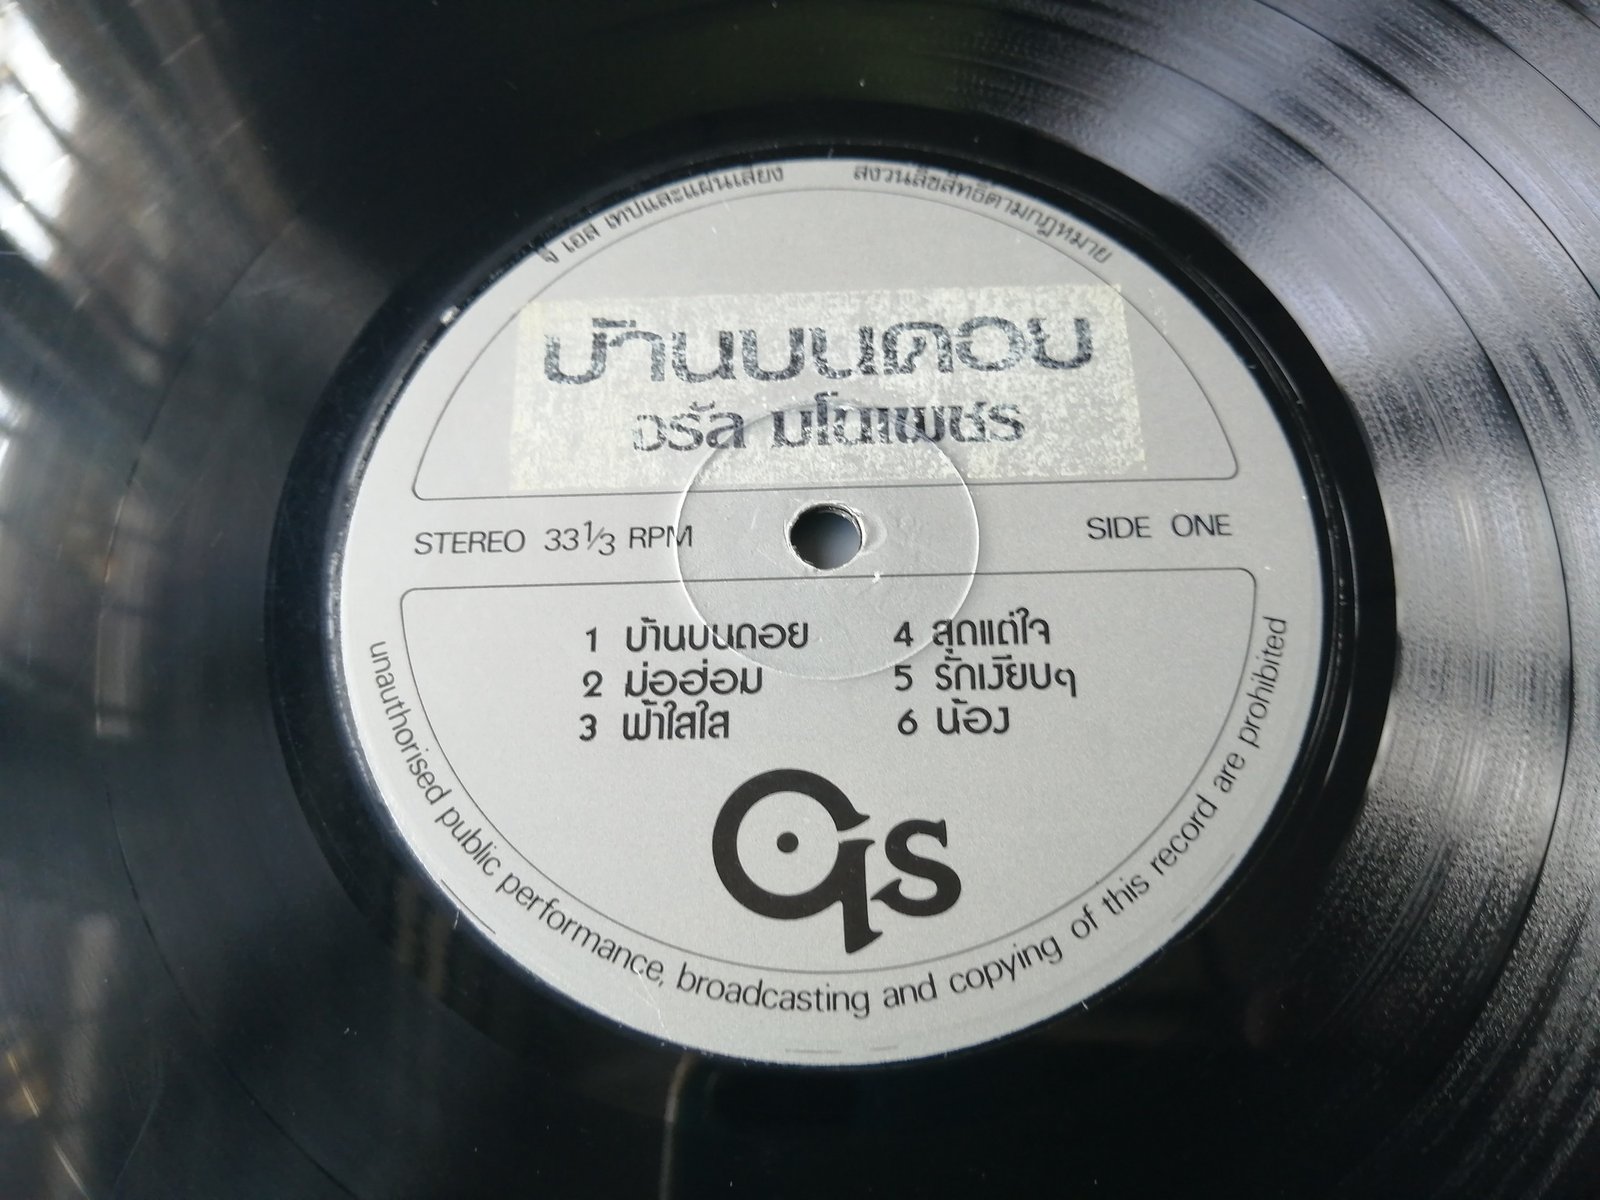 จี เอส เทปและแผ่นเสียง สงวนลิขสิทธิ์ตามกฎหมาย
บ้านบนดอย
จรัล มโนเพชร
STEREO 33 1/3 RPM
SIDE ONE
1 บ้านบนดอย
2 ม่อฮ่อม
3 ฟ้าใสใส
4 สุดแต่ใจ
5 รักเงียบๆ
6 น้อง
GS
unauthorised public performance, broadcasting and copying of this record are prohibited